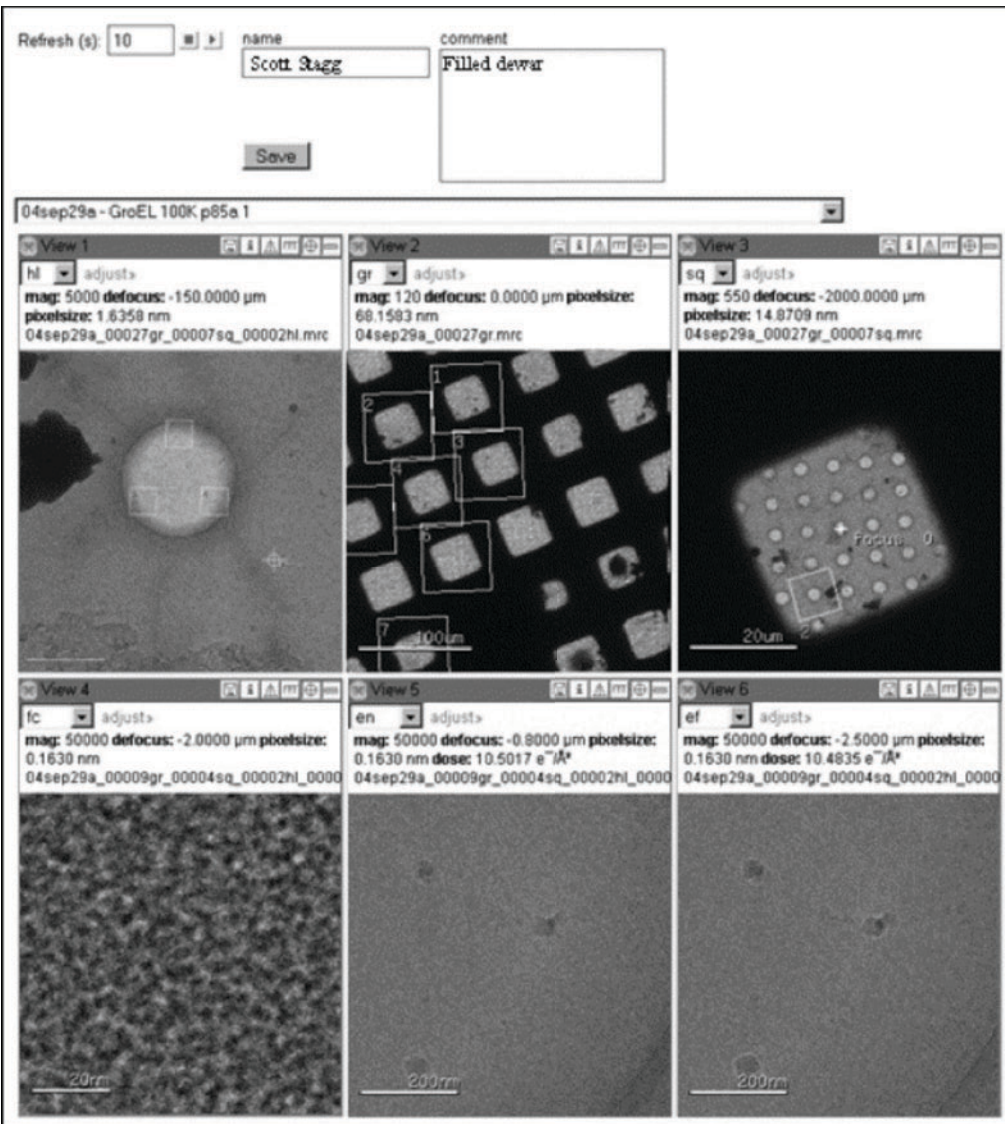 Refresh (s): 10
name
comment
Scott Stagg
Filled dewar
Save
04sep29a - GroEL 100K p85a.1
View 1
hl adjust>
mag: 5000 defocus: -150.0000 µm
pixelsize: 1.6358 nm
04sep29a_00027gr_00007sq_00002hl.mrc
View 2
gr adjust>
mag: 120 defocus: 0.0000 µm pixelsize:
68.1583 nm
04sep29a_00027gr.mrc
1
2
3
4
6
7
100um
View 3
sq adjust>
mag: 550 defocus: -2000.0000 µm
pixelsize: 14.8709 nm
04sep29a_00027gr_00007sq.mrc
Focus 0
2
20um
View 4
fc adjust>
mag: 50000 defocus: -2.0000 µm pixelsize:
0.1630 nm
04sep29a_00009gr_00004sq_00002hl_0000
20nm
View 5
en adjust>
mag: 50000 defocus: -0.8000 µm pixelsize:
0.1630 nm dose: 10.5017 e⁻/Å²
04sep29a_00009gr_00004sq_00002hl_0000
200nm
View 6
ef adjust>
mag: 50000 defocus: -2.5000 µm pixelsize:
0.1630 nm dose: 10.4835 e⁻/Å²
04sep29a_00009gr_00004sq_00002hl_0000
200nm